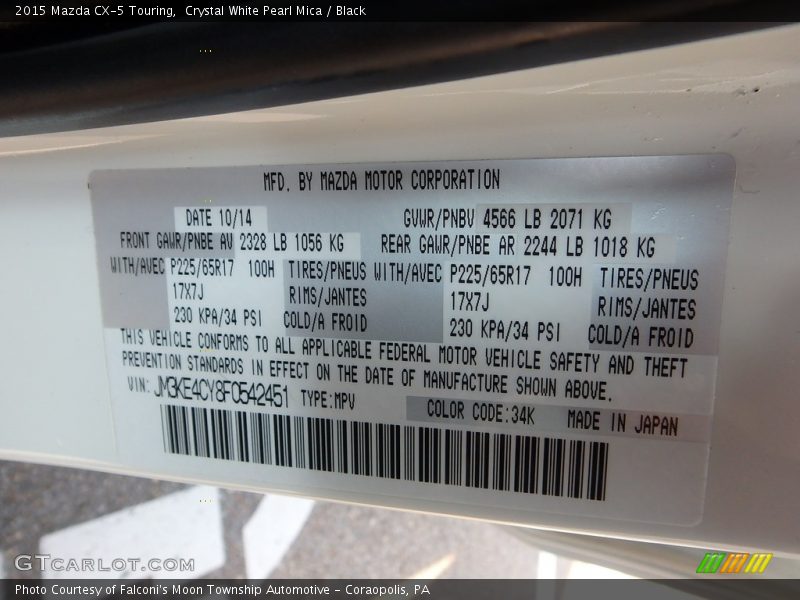 2015 Mazda CX-5 Touring, Crystal White Pearl Mica / Black
MFD. BY MAZDA MOTOR CORPORATION
DATE 10/14 GVWR/PNBV 4566 LB 2071 KG
FRONT GAWR/PNBE AV 2328 LB 1056 KG REAR GAWR/PNBE AR 2244 LB 1018 KG
WITH/AVEC P225/65R17 100H TIRES/PNEUS WITH/AVEC P225/65R17 100H TIRES/PNEUS
17X7J RIMS/JANTES 17X7J RIMS/JANTES
230 KPA/34 PSI COLD/A FROID 230 KPA/34 PSI COLD/A FROID
THIS VEHICLE CONFORMS TO ALL APPLICABLE FEDERAL MOTOR VEHICLE SAFETY AND THEFT
PREVENTION STANDARDS IN EFFECT ON THE DATE OF MANUFACTURE SHOWN ABOVE.
VIN: JM3KE4CY8F0542451 TYPE:MPV
COLOR CODE:34K MADE IN JAPAN
GTCARLOT.COM
Photo Courtesy of Falconi's Moon Township Automotive - Coraopolis, PA